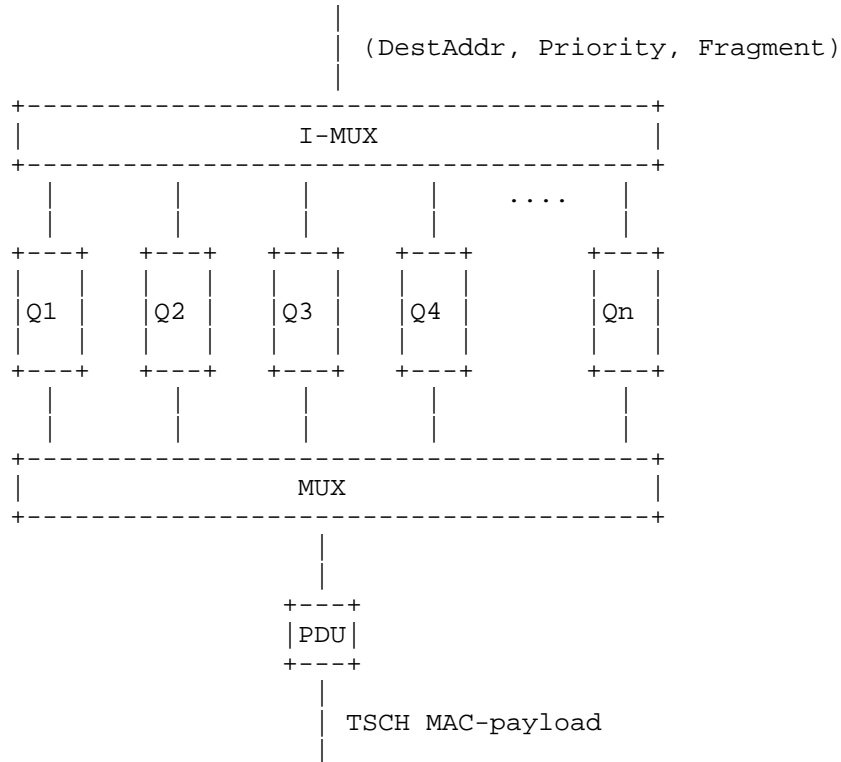 (DestAddr, Priority, Fragment)
I-MUX
....
Q1 Q2 Q3 Q4 Qn
MUX
PDU
TSCH MAC-payload